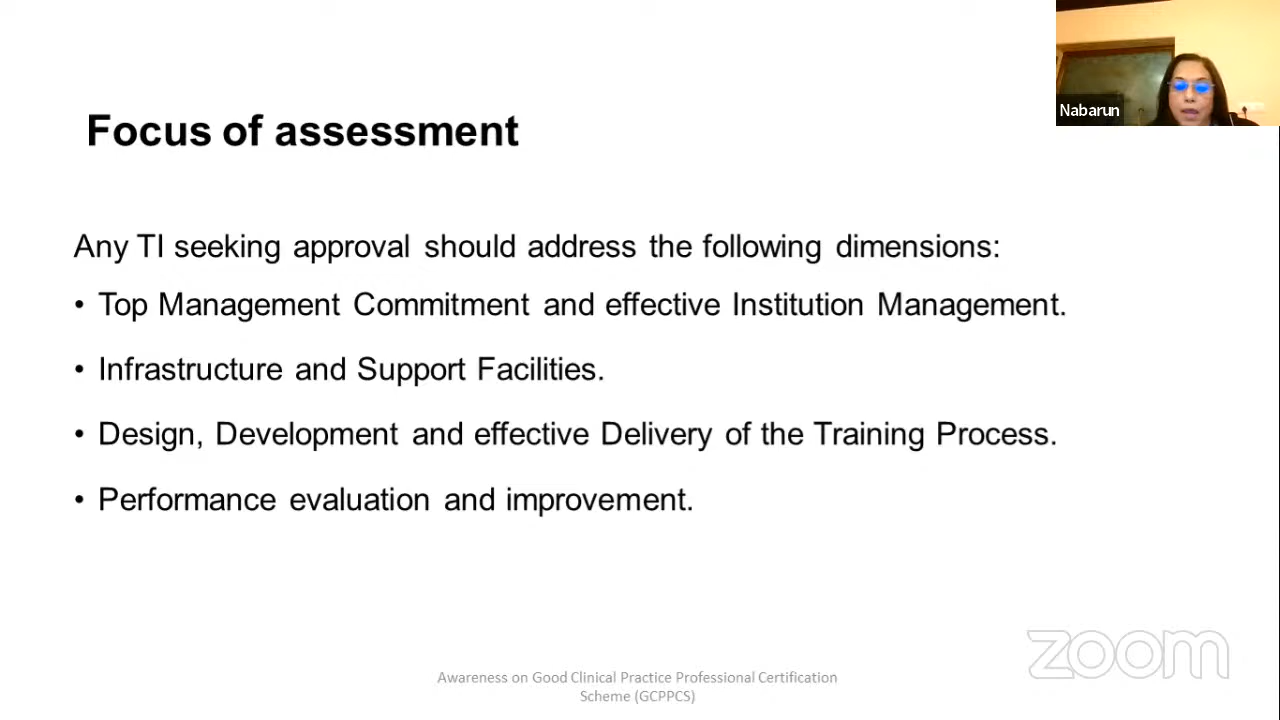 Nabarun
Focus of assessment
Any TI seeking approval should address the following dimensions:
• Top Management Commitment and effective Institution Management.
• Infrastructure and Support Facilities.
• Design, Development and effective Delivery of the Training Process.
• Performance evaluation and improvement.
zoom
Awareness on Good Clinical Practice Professional Certification
Scheme (GCPPCS)